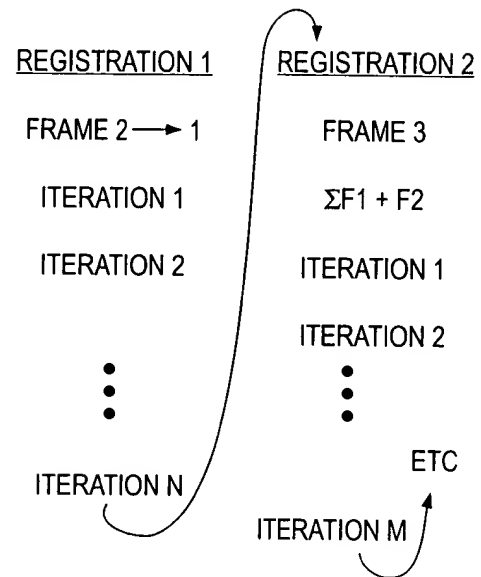 REGISTRATION 1
FRAME 2 → 1
ITERATION 1
ITERATION 2
ITERATION N
REGISTRATION 2
FRAME 3
ΣF1 + F2
ITERATION 1
ITERATION 2
ITERATION M
ETC